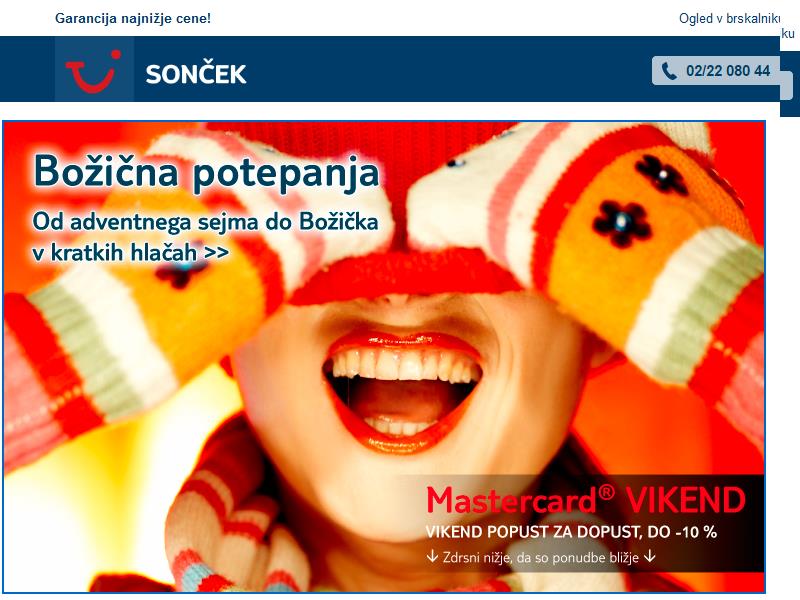 Garancija najnižje cene!
Ogled v brskalniku
ku
SONČEK
02/22 080 44
Božična potepanja
Od adventnega sejma do Božička
v kratkih hlačah >>
Mastercard® VIKEND
VIKEND POPUST ZA DOPUST, DO -10 %
↓ Zdrsni nižje, da so ponudbe bližje ↓